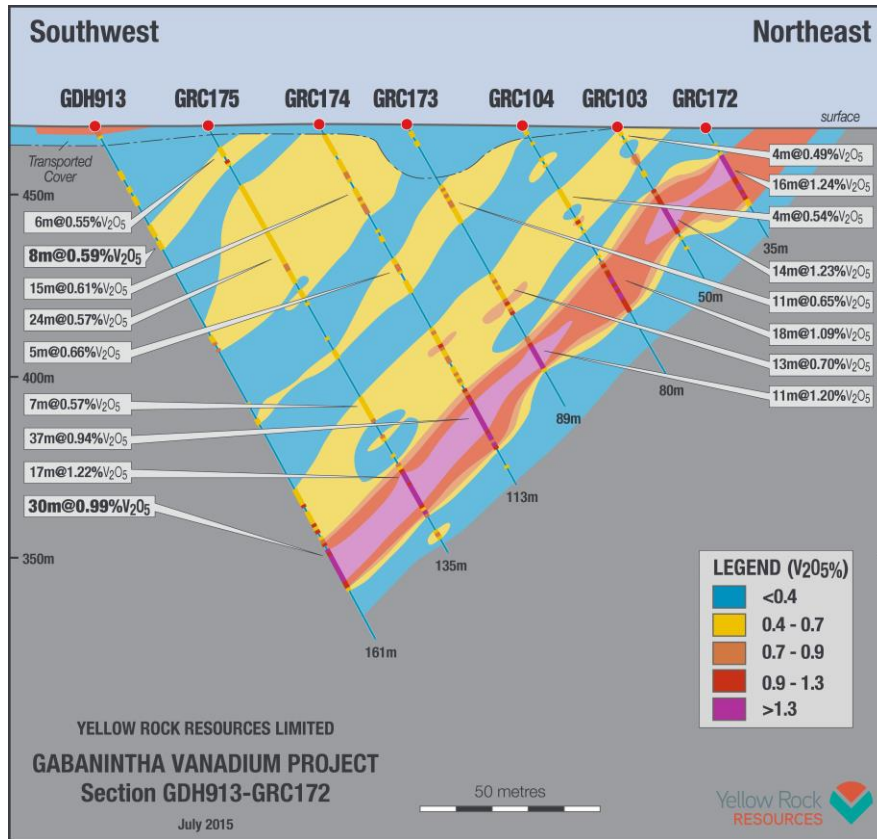 Southwest
Northeast
GDH913
GRC175
GRC174
GRC173
GRC104
GRC103
GRC172
surface
Transported
Cover
450m
400m
350m
6m@0.55%V₂O₅
8m@0.59%V₂O₅
15m@0.61%V₂O₅
24m@0.57%V₂O₅
5m@0.66%V₂O₅
7m@0.57%V₂O₅
37m@0.94%V₂O₅
17m@1.22%V₂O₅
30m@0.99%V₂O₅
4m@0.49%V₂O₅
16m@1.24%V₂O₅
4m@0.54%V₂O₅
14m@1.23%V₂O₅
11m@0.65%V₂O₅
18m@1.09%V₂O₅
13m@0.70%V₂O₅
11m@1.20%V₂O₅
35m
50m
80m
89m
113m
135m
161m
LEGEND (V₂O₅%)
<0.4
0.4 - 0.7
0.7 - 0.9
0.9 - 1.3
>1.3
YELLOW ROCK RESOURCES LIMITED
GABANINTHA VANADIUM PROJECT
Section GDH913-GRC172
July 2015
50 metres
Yellow Rock
RESOURCES